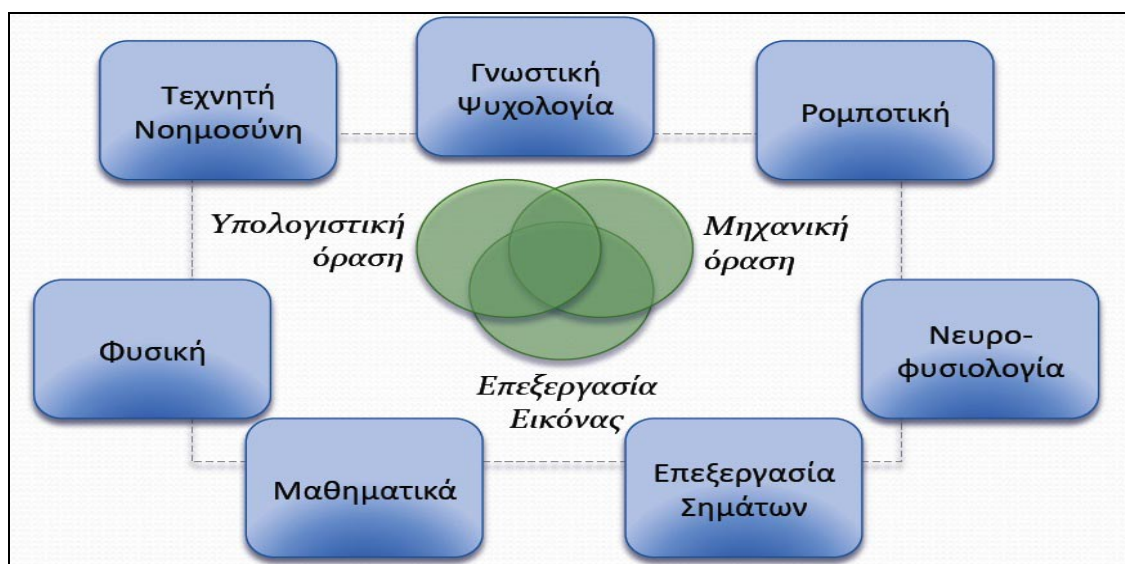 Τεχνητή
Νοημοσύνη
Γνωστική
Ψυχολογία
Ρομποτική
Υπολογιστική
όραση
Μηχανική
όραση
Φυσική
Νευρο-
φυσιολογία
Επεξεργασία
Εικόνας
Μαθηματικά
Επεξεργασία
Σημάτων